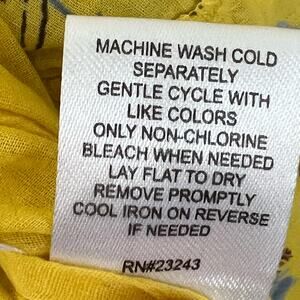 MACHINE WASH COLD
SEPARATELY
GENTLE CYCLE WITH
LIKE COLORS
ONLY NON-CHLORINE
BLEACH WHEN NEEDED
LAY FLAT TO DRY
REMOVE PROMPTLY
COOL IRON ON REVERSE
IF NEEDED
RN#23243